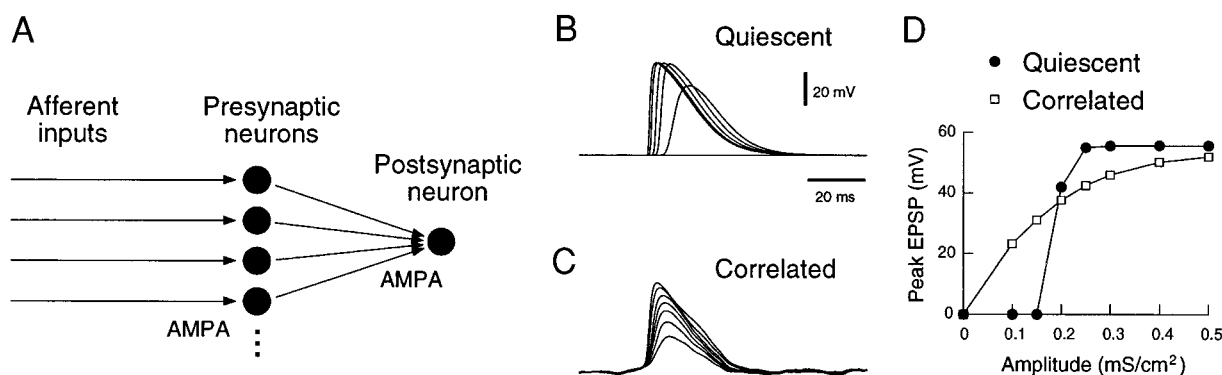 A
Afferent
inputs
Presynaptic
neurons
Postsynaptic
neuron
AMPA
AMPA
B
Quiescent
20 mV
20 ms
C
Correlated
D
Quiescent
Correlated
60
40
20
0
Peak EPSP (mV)
0 0.1 0.2 0.3 0.4 0.5
Amplitude (mS/cm²)